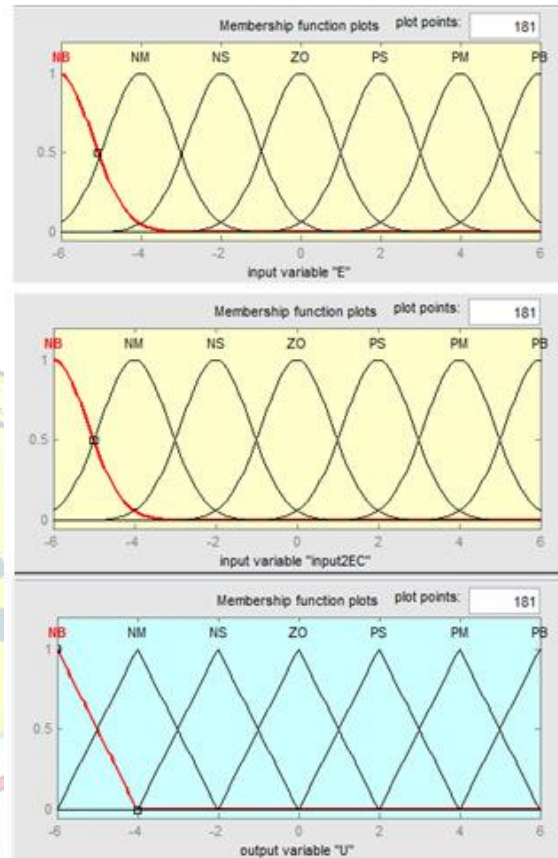 Membership function plots plot points: 181
NB NM NS ZO PS PM PB
1
0.5
0
-6 -4 -2 0 2 4 6
input variable "E"
Membership function plots plot points: 181
NB NM NS ZO PS PM PB
1
0.5
0
-6 -4 -2 0 2 4 6
input variable "input2EC"
Membership function plots plot points: 181
NB NM NS ZO PS PM PB
1
0.5
0
-6 -4 -2 0 2 4 6
output variable "U"